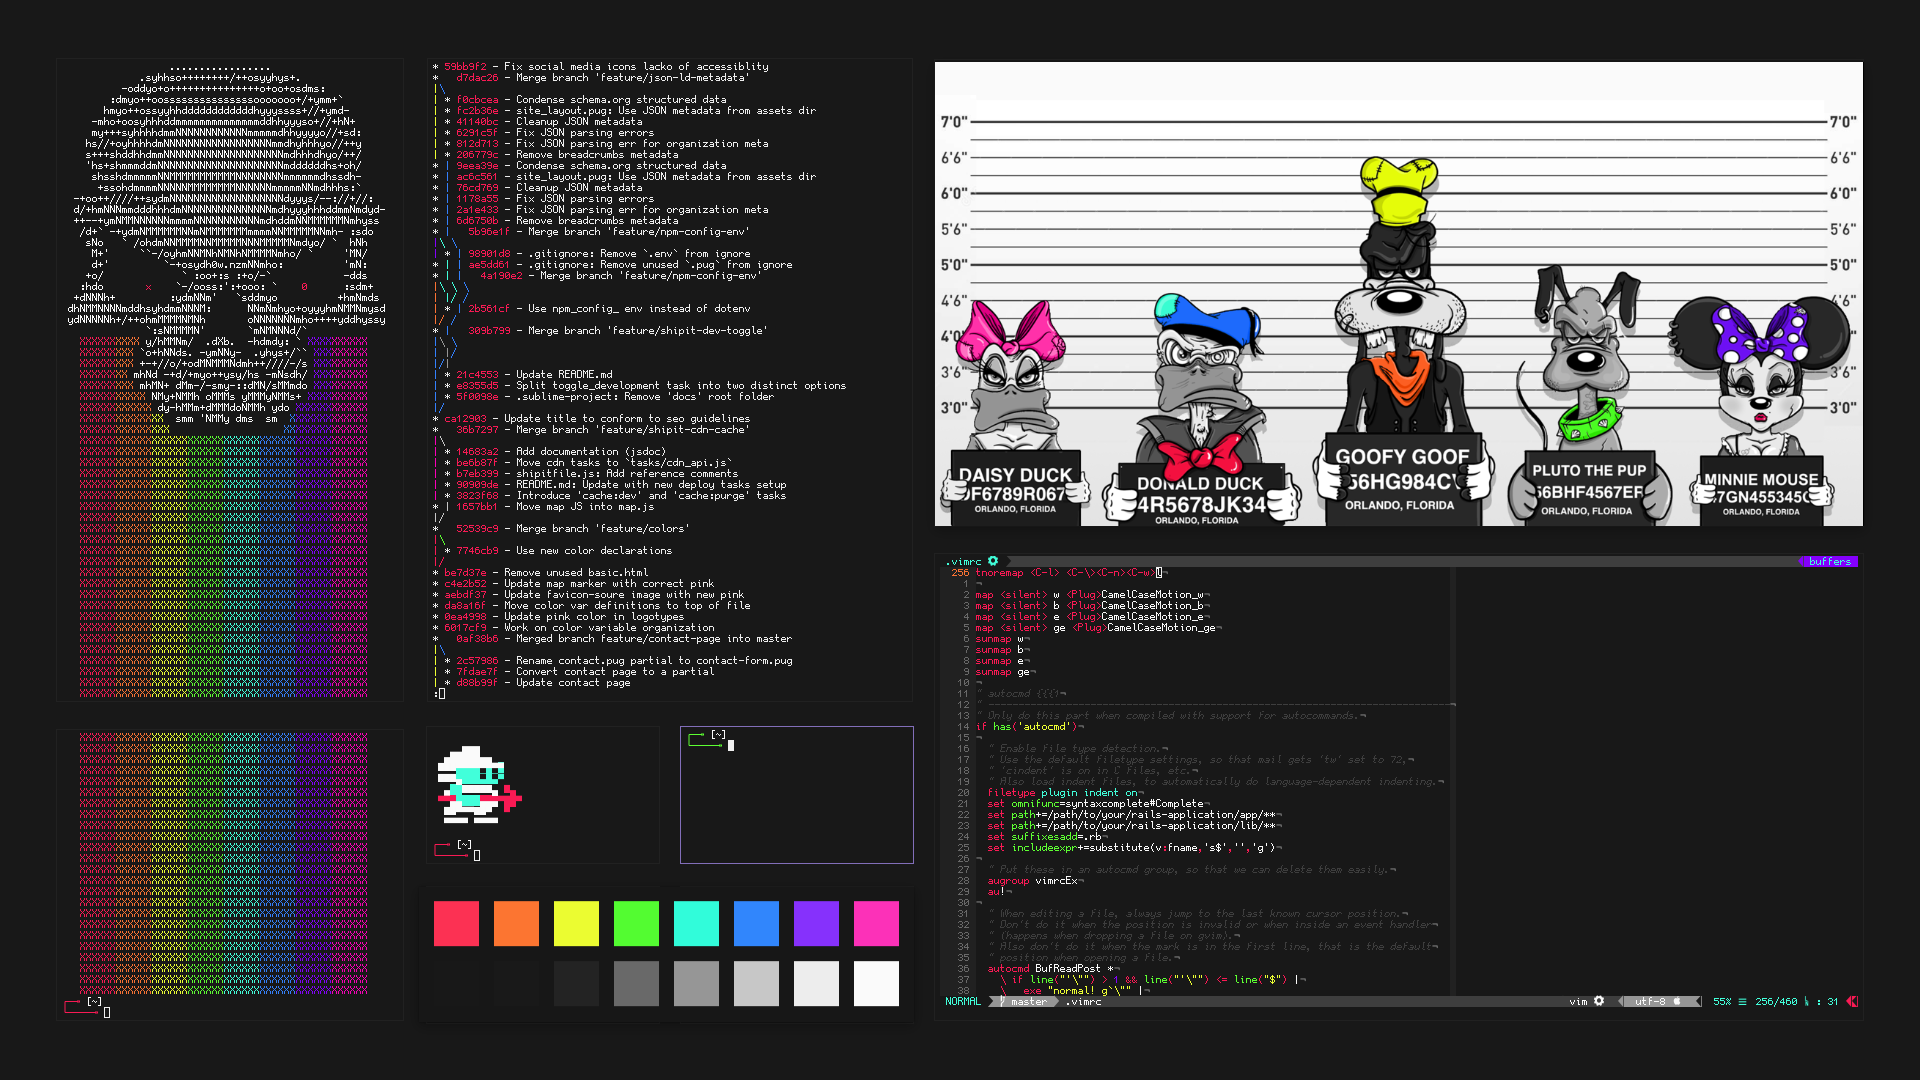 * 59bb9f2 - Fix social media icons lacko of accessiblity
*   d7dac26 - Merge branch 'feature/json-ld-metadata'
|\
| * f0cbcea - Condense schema.org structured data
| * fc2b36e - site_layout.pug: Use JSON metadata from assets dir
| * 41140bc - Cleanup JSON metadata
| * 6291c5f - Fix JSON parsing errors
| * 812d713 - Fix JSON parsing err for organization meta
| * 206779c - Remove breadcrumbs metadata
* | 9eea39e - Condense schema.org structured data
* | ac6c561 - site_layout.pug: Use JSON metadata from assets dir
* | 76cd769 - Cleanup JSON metadata
* | 1178a55 - Fix JSON parsing errors
* | 2a1e433 - Fix JSON parsing err for organization meta
* | 6d6750b - Remove breadcrumbs metadata
* |   5b96e1f - Merge branch 'feature/npm-config-env'
|\ \
| * | 98901d8 - .gitignore: Remove `.env` from ignore
| * | ae5dd61 - .gitignore: Remove unused `.pug` from ignore
* | |   4a190e2 - Merge branch 'feature/npm-config-env'
|\ \ \
| |/ /
| * | 2b561cf - Use npm_config_ env instead of dotenv
|/ /
* |   309b799 - Merge branch 'feature/shipit-dev-toggle'
|\ \
| |/
|/|
| * 21c4553 - Update README.md
| * e8355d5 - Split toggle_development task into two distinct options
| * 5f0098e - .sublime-project: Remove 'docs' root folder
|/
* ca12903 - Update title to conform to seo guidelines
*   36b7297 - Merge branch 'feature/shipit-cdn-cache'
|\
| * 14683a2 - Add documentation (jsdoc)
| * be6b87f - Move cdn tasks to `tasks/cdn_api.js`
| * b7eb399 - shipitfile.js: Add reference comments
| * 90909de - README.md: Update with new deploy tasks setup
| * 3823f68 - Introduce 'cache:dev' and 'cache:purge' tasks
* | 1657bb1 - Move map JS into map.js
|/
*   52539c9 - Merge branch 'feature/colors'
|\
| * 7746cb9 - Use new color declarations
|/
* be7d37e - Remove unused basic.html
* c4e2b52 - Update map marker with correct pink
* aebdf37 - Update favicon-soure image with new pink
* da8a16f - Move color var definitions to top of file
* 0ea4998 - Update pink color in logotypes
* 6017cf9 - Work on color variable organization
*   0af38b6 - Merged branch feature/contact-page into master
|\
| * 2c57986 - Rename contact.pug partial to contact-form.pug
| * 7fdae7f - Convert contact page to a partial
| * d88b99f - Update contact page
:
[~]
[~]
[~]
7'0" 7'0"
6'6" 6'6"
6'0" 6'0"
5'6" 5'6"
5'0" 5'0"
4'6" 4'6"
4'0"
3'6" 3'6"
3'0" 3'0"
DAISY DUCK
F6789R067
ORLANDO, FLORIDA
DONALD DUCK
4R5678JK34
ORLANDO, FLORIDA
GOOFY GOOF
56HG984C
ORLANDO, FLORIDA
PLUTO THE PUP
56BHF4567ER
ORLANDO, FLORIDA
MINNIE MOUSE
7GN455345
ORLANDO, FLORIDA
.vimrc buffers
256 tnoremap <C-l> <C-\><C-n><C-w>l¬
1 ¬
2 map <silent> w <Plug>CamelCaseMotion_w¬
3 map <silent> b <Plug>CamelCaseMotion_b¬
4 map <silent> e <Plug>CamelCaseMotion_e¬
5 map <silent> ge <Plug>CamelCaseMotion_ge¬
6 sunmap w¬
7 sunmap b¬
8 sunmap e¬
9 sunmap ge¬
10 ¬
11 " autocmd {{{1¬
12 " ----------------------------------------------------------------------------¬
13 " Only do this part when compiled with support for autocommands.¬
14 if has('autocmd')¬
15 ¬
16   " Enable file type detection.¬
17   " Use the default filetype settings, so that mail gets 'tw' set to 72,¬
18   " 'cindent' is on in C files, etc.¬
19   " Also load indent files, to automatically do language-dependent indenting.¬
20   filetype plugin indent on¬
21   set omnifunc=syntaxcomplete#Complete¬
22   set path+=/path/to/your/rails-application/app/**¬
23   set path+=/path/to/your/rails-application/lib/**¬
24   set suffixesadd=.rb¬
25   set includeexpr+=substitute(v:fname,'s$','','g')¬
26 ¬
27   " Put these in an autocmd group, so that we can delete them easily.¬
28   augroup vimrcEx¬
29   au!¬
30 ¬
31   " When editing a file, always jump to the last known cursor position.¬
32   " Don't do it when the position is invalid or when inside an event handler¬
33   " (happens when dropping a file on gvim).¬
34   " Also don't do it when the mark is in the first line, that is the default¬
35   " position when opening a file.¬
36   autocmd BufReadPost *¬
37     \ if line("'\"") > 1 && line("'\"") <= line("$") |¬
38     \   exe "normal! g`\"" |¬
NORMAL master .vimrc vim utf-8 55% 256/460 : 31